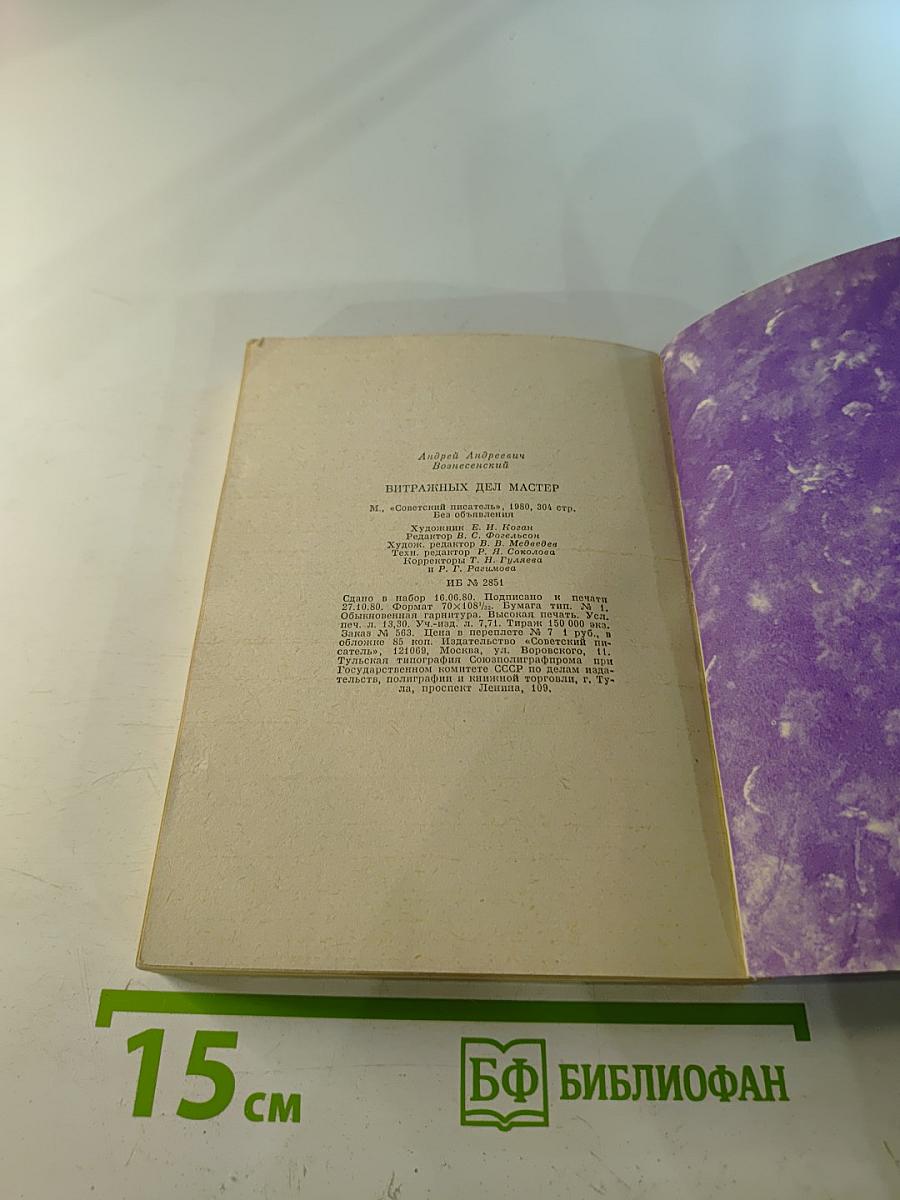 Андрей Андреевич
Вознесенский
ВИТРАЖНЫХ ДЕЛ МАСТЕР
М., «Советский писатель», 1980, 304 стр.
Без объявления
Художник Е. И. Коган
Редактор В. С. Фогельсон
Худож. редактор В. В. Медведев
Техн. редактор Р. Я. Соколова
Корректоры Т. Н. Гуляева
и Р. Г. Рагимова
ИБ № 2851
Сдано в набор 16.06.80. Подписано к печати
27.10.80. Формат 70×108¹/₃₂. Бумага тип. № 1.
Обыкновенная гарнитура. Высокая печать. Усл.
печ. л. 13,30. Уч.-изд. л. 7,71. Тираж 150 000 экз.
Заказ № 563. Цена в переплете № 7 1 руб., в
обложке 85 коп. Издательство «Советский пи-
сатель», 121069, Москва, ул. Воровского, 11.
Тульская типография Союзполиграфпрома при
Государственном комитете СССР по делам изда-
тельств, полиграфии и книжной торговли, г. Ту-
ла, проспект Ленина, 109.
15 см
БФ БИБЛИОФАН